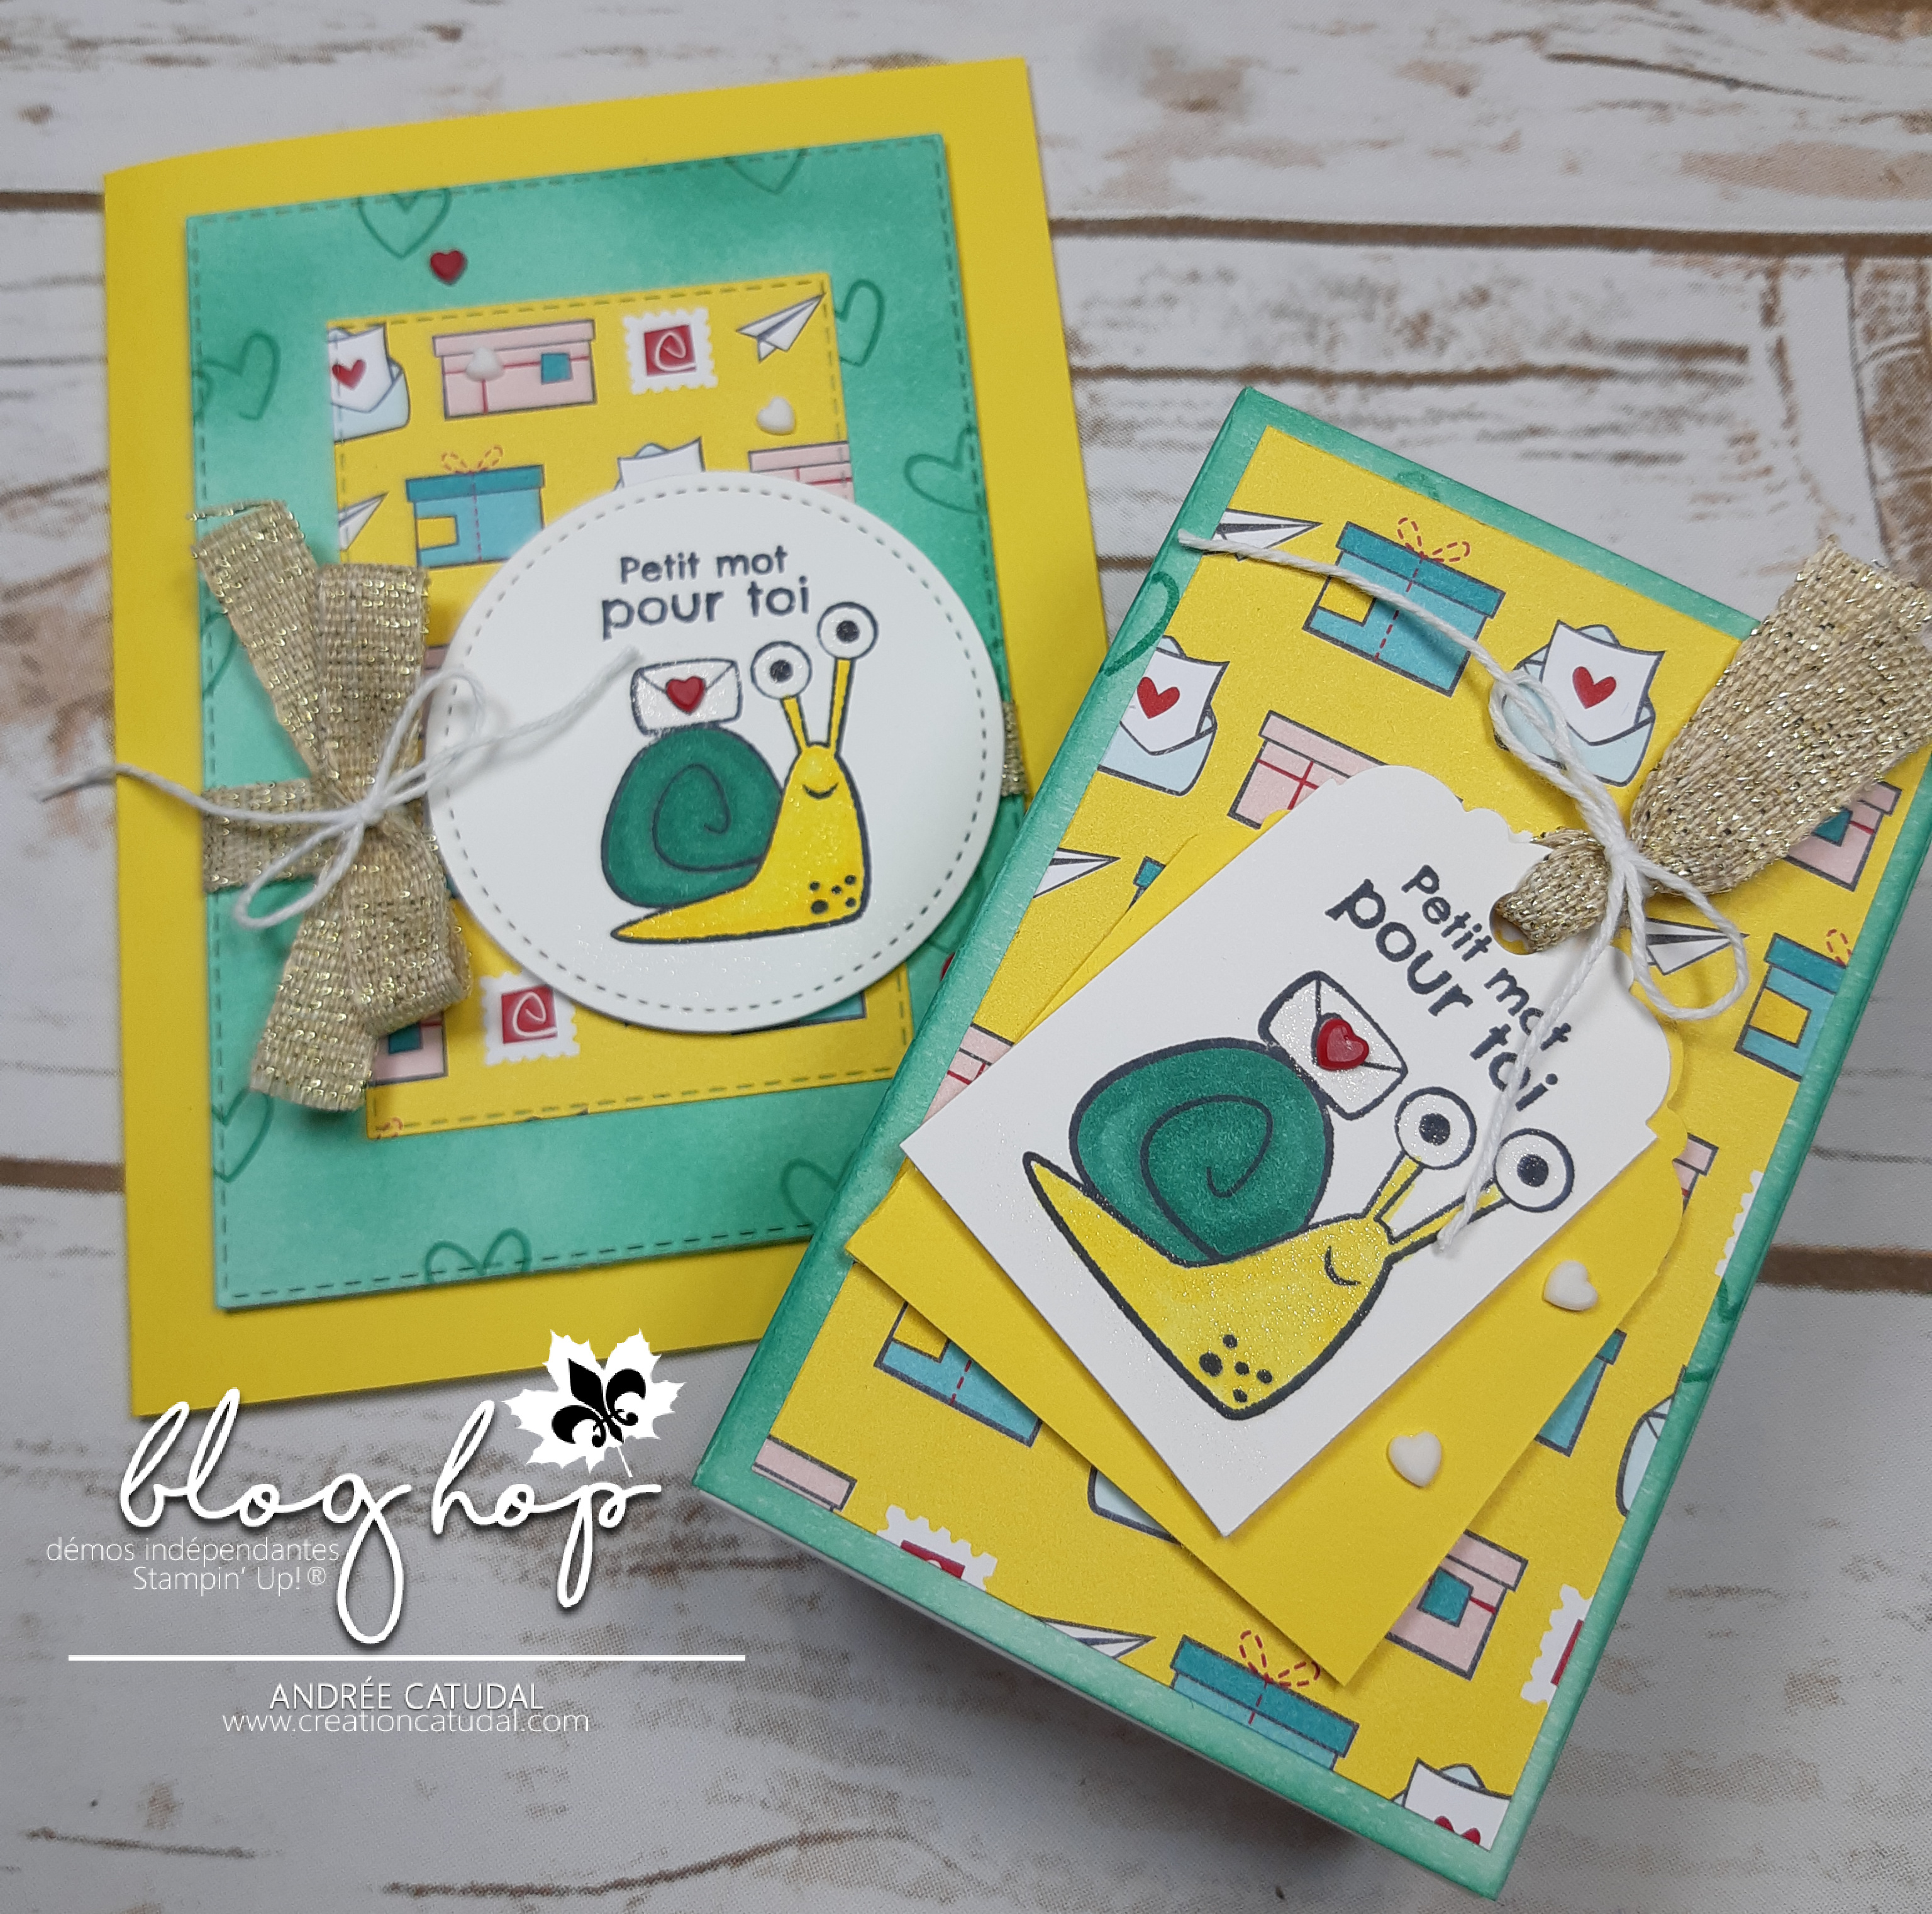 Petit mot
pour toi
Petit mot
pour toi
blog hop
démos indépendantes
Stampin' Up!®
ANDRÉE CATUDAL
www.creationcatudal.com